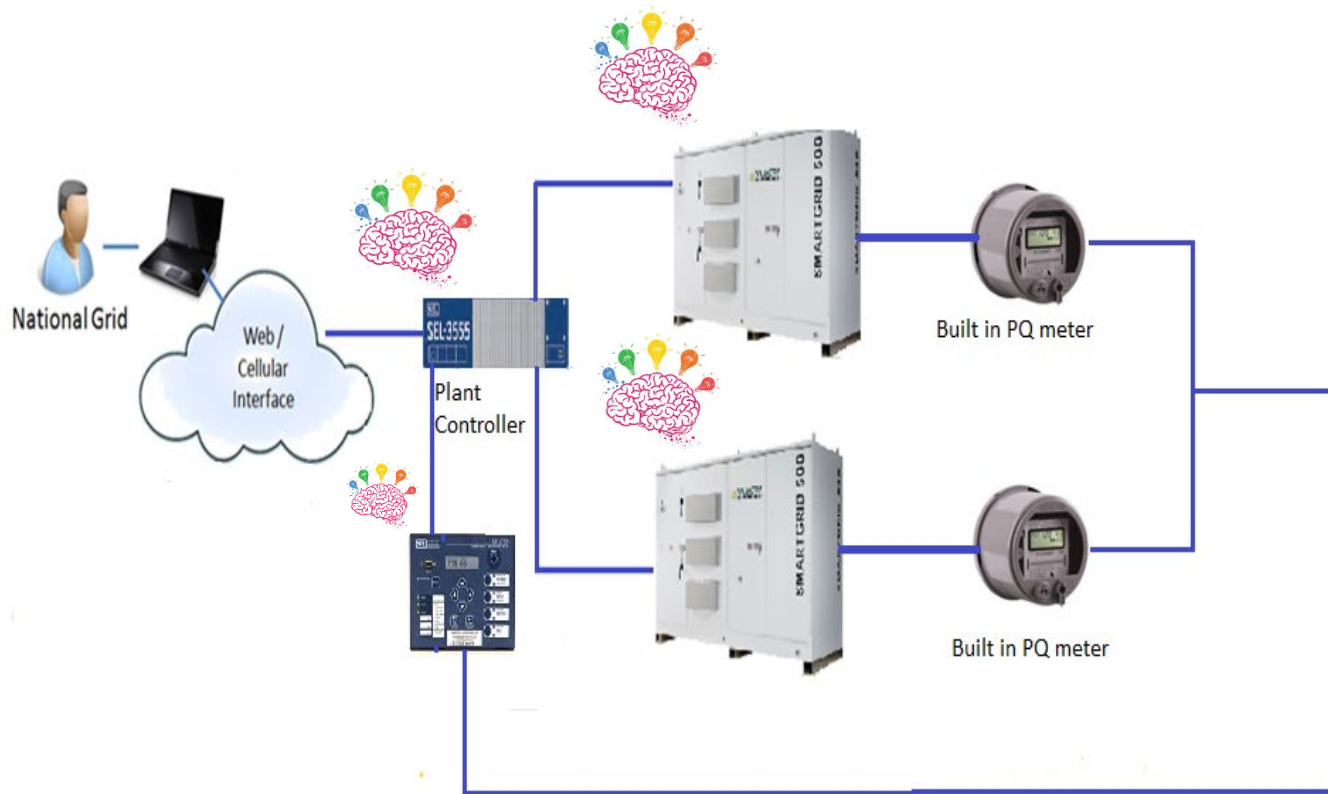 National Grid
Web /
Cellular
Interface
SEL
SEL-3555
Plant
Controller
SMARTGRID 500
Built in PQ meter
SMARTGRID 500
Built in PQ meter